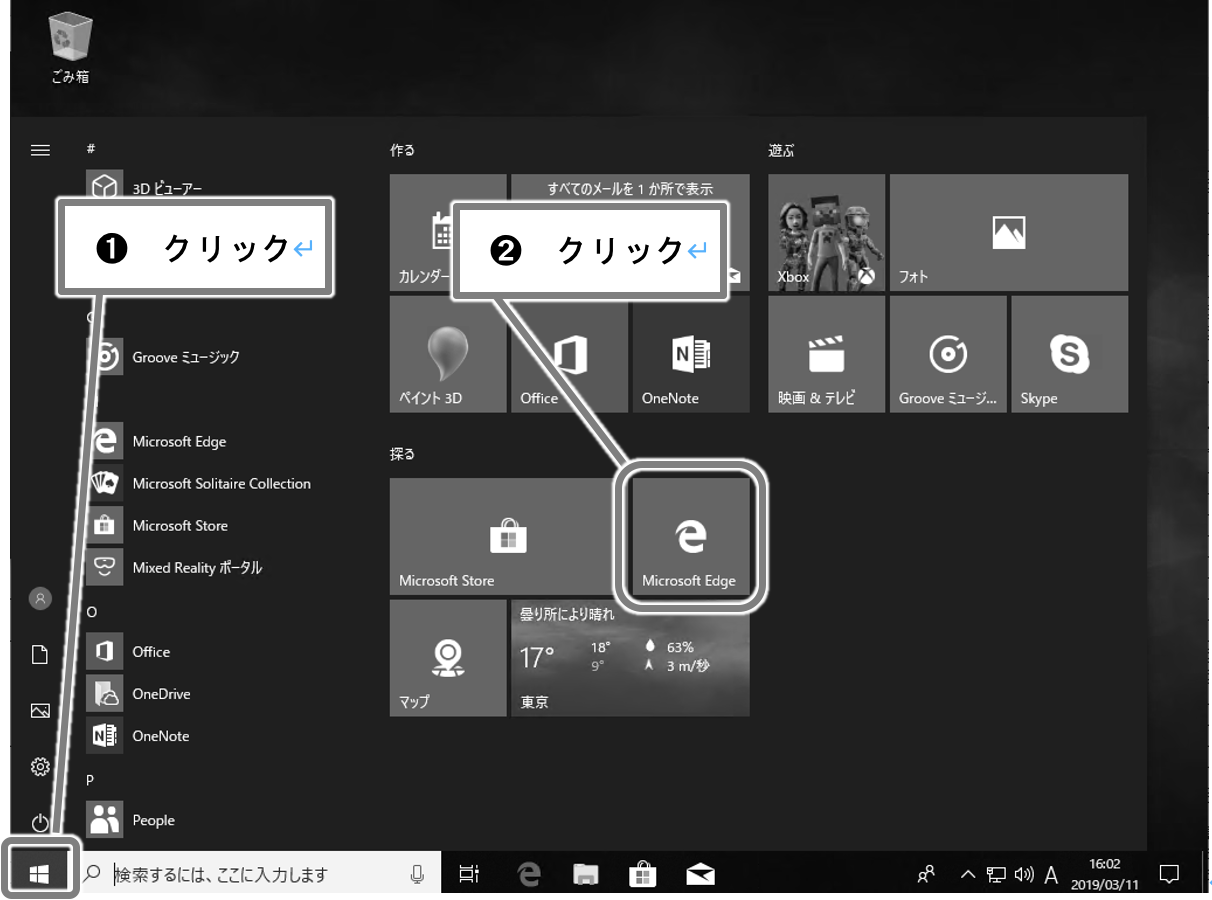 ごみ箱
#
作る
遊ぶ
3D ビューアー
すべてのメールを 1 か所で表示
❶ クリック↵
❷ クリック↵
カレンダー
Xbox
フォト
Groove ミュージック
ペイント 3D
Office
OneNote
映画 & テレビ
Groove ミュージ...
Skype
Microsoft Edge
探る
Microsoft Solitaire Collection
Microsoft Store
Mixed Reality ポータル
Microsoft Store
Microsoft Edge
O
曇り所により晴れ
Office
17°
18°
63%
9°
3 m/秒
OneDrive
マップ
東京
OneNote
P
People
検索するには、ここに入力します
A
16:02
2019/03/11